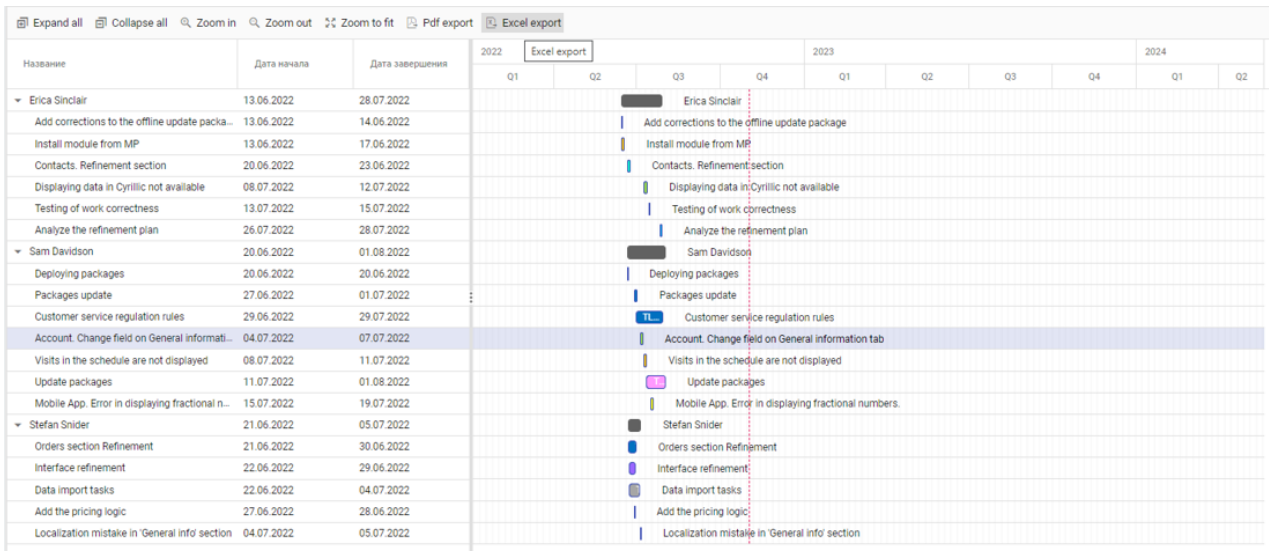 Expand all Collapse all Zoom in Zoom out Zoom to fit Pdf export Excel export
Название Дата начала Дата завершения
2022 Excel export 2023 2024
Q1 Q2 Q3 Q4 Q1 Q2 Q3 Q4 Q1 Q2
Erica Sinclair 13.06.2022 28.07.2022 Erica Sinclair
Add corrections to the offline update packa... 13.06.2022 14.06.2022 Add corrections to the offline update package
Install module from MP 13.06.2022 17.06.2022 Install module from MP
Contacts. Refinement section 20.06.2022 23.06.2022 Contacts. Refinement section
Displaying data in Cyrillic not available 08.07.2022 12.07.2022 Displaying data in Cyrillic not available
Testing of work correctness 13.07.2022 15.07.2022 Testing of work correctness
Analyze the refinement plan 26.07.2022 28.07.2022 Analyze the refinement plan
Sam Davidson 20.06.2022 01.08.2022 Sam Davidson
Deploying packages 20.06.2022 20.06.2022 Deploying packages
Packages update 27.06.2022 01.07.2022 Packages update
Customer service regulation rules 29.06.2022 29.07.2022 TL... Customer service regulation rules
Account. Change field on General informati... 04.07.2022 07.07.2022 Account. Change field on General information tab
Visits in the schedule are not displayed 08.07.2022 11.07.2022 Visits in the schedule are not displayed
Update packages 11.07.2022 01.08.2022 T... Update packages
Mobile App. Error in displaying fractional n... 15.07.2022 19.07.2022 Mobile App. Error in displaying fractional numbers.
Stefan Snider 21.06.2022 05.07.2022 Stefan Snider
Orders section Refinement 21.06.2022 30.06.2022 Orders section Refinement
Interface refinement 22.06.2022 29.06.2022 Interface refinement
Data import tasks 22.06.2022 04.07.2022 Data import tasks
Add the pricing logic 27.06.2022 28.06.2022 Add the pricing logic
Localization mistake in 'General info' section 04.07.2022 05.07.2022 Localization mistake in 'General info' section